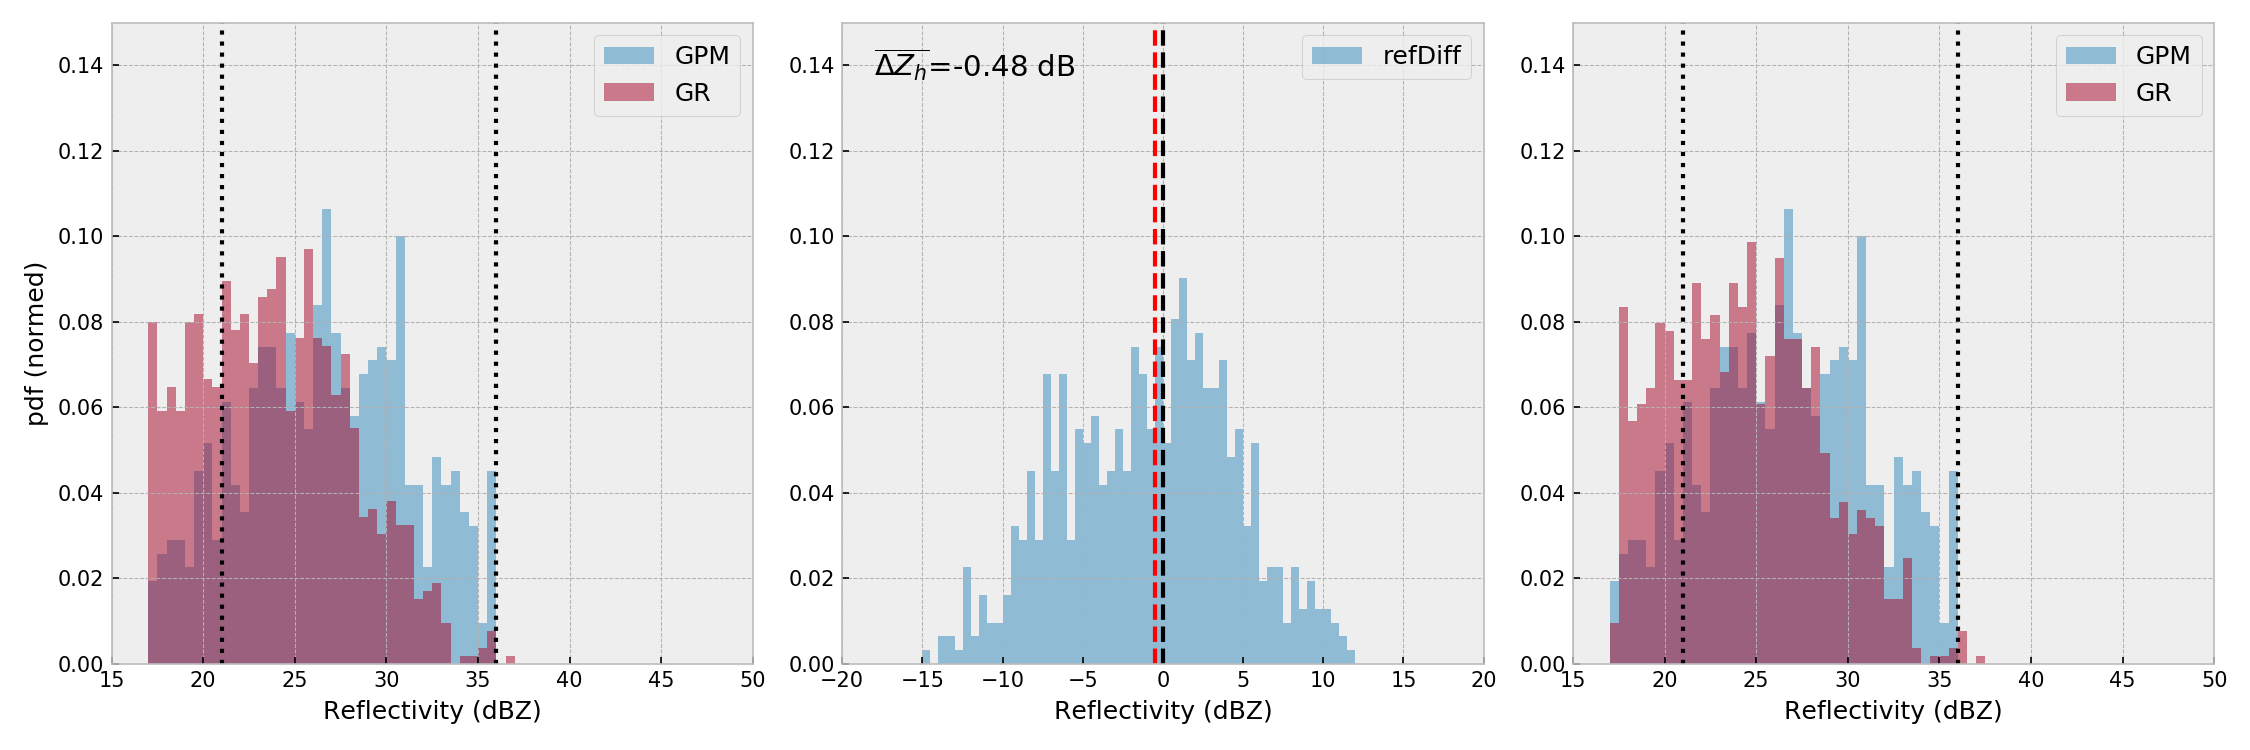 pdf (normed)
0.14
0.12
0.10
0.08
0.06
0.04
0.02
0.00
15 20 25 30 35 40 45 50
Reflectivity (dBZ)
GPM
GR
0.14
0.12
0.10
0.08
0.06
0.04
0.02
0.00
−20 −15 −10 −5 0 5 10 15 20
Reflectivity (dBZ)
ΔZh=-0.48 dB
refDiff
0.14
0.12
0.10
0.08
0.06
0.04
0.02
0.00
15 20 25 30 35 40 45 50
Reflectivity (dBZ)
GPM
GR